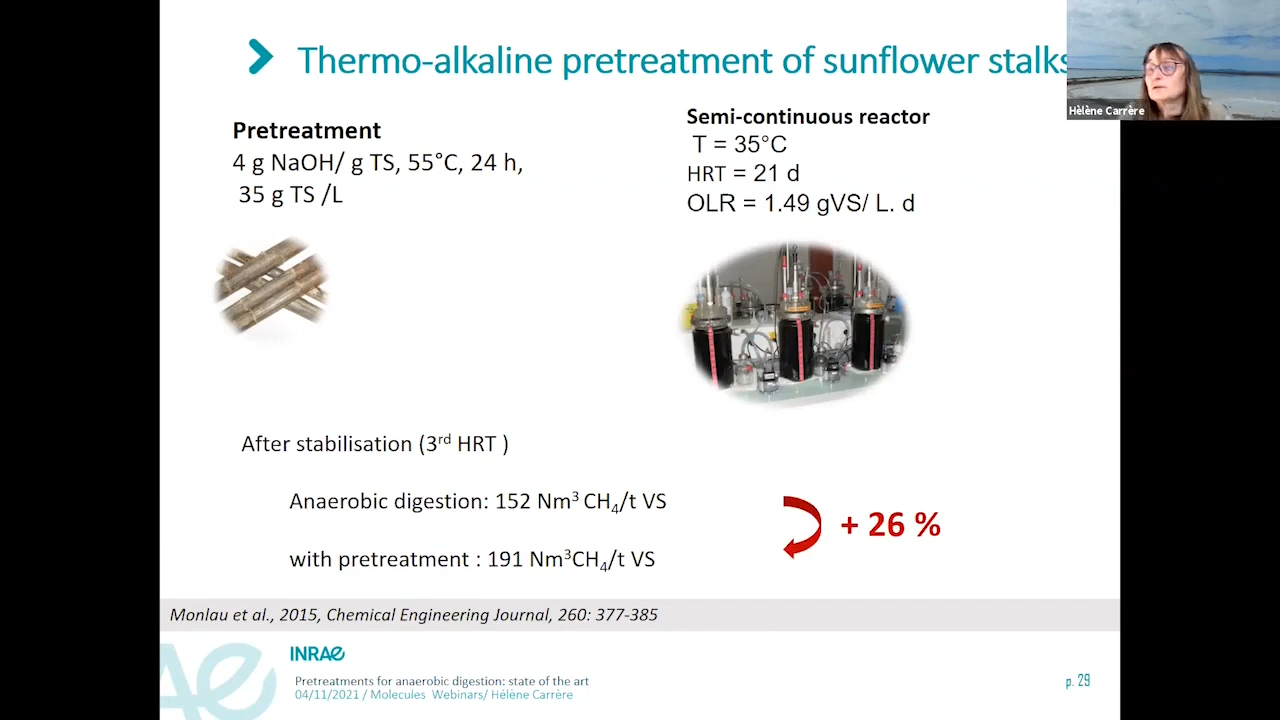 Thermo-alkaline pretreatment of sunflower stalks
Hélène Carrère
Pretreatment
4 g NaOH/ g TS, 55°C, 24 h,
35 g TS /L
Semi-continuous reactor
T = 35°C
HRT = 21 d
OLR = 1.49 gVS/ L. d
After stabilisation (3rd HRT )
Anaerobic digestion: 152 Nm3 CH4/t VS
with pretreatment : 191 Nm3CH4/t VS
+ 26 %
Monlau et al., 2015, Chemical Engineering Journal, 260: 377-385
INRAE
Pretreatments for anaerobic digestion: state of the art
04/11/2021 / Molecules Webinars/ Hélène Carrère
p. 29